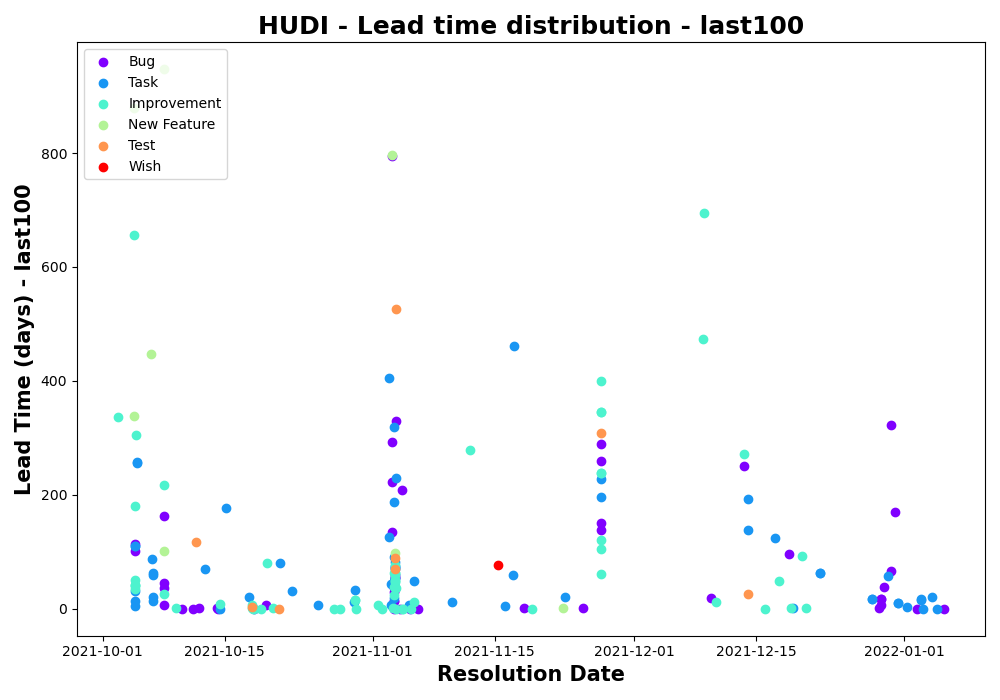 HUDI - Lead time distribution - last100
Bug
Task
Improvement
New Feature
Test
Wish
Lead Time (days) - last100
800
600
400
200
0
2021-10-01
2021-10-15
2021-11-01
2021-11-15
2021-12-01
2021-12-15
2022-01-01
Resolution Date